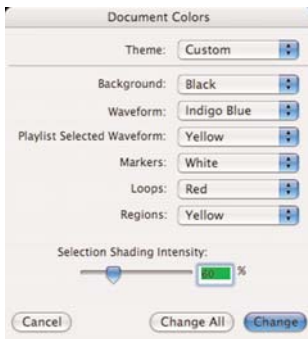 Document Colors
Theme: Custom
Background: Black
Waveform: Indigo Blue
Playlist Selected Waveform: Yellow
Markers: White
Loops: Red
Regions: Yellow
Selection Shading Intensity:
60 %
Cancel Change All Change